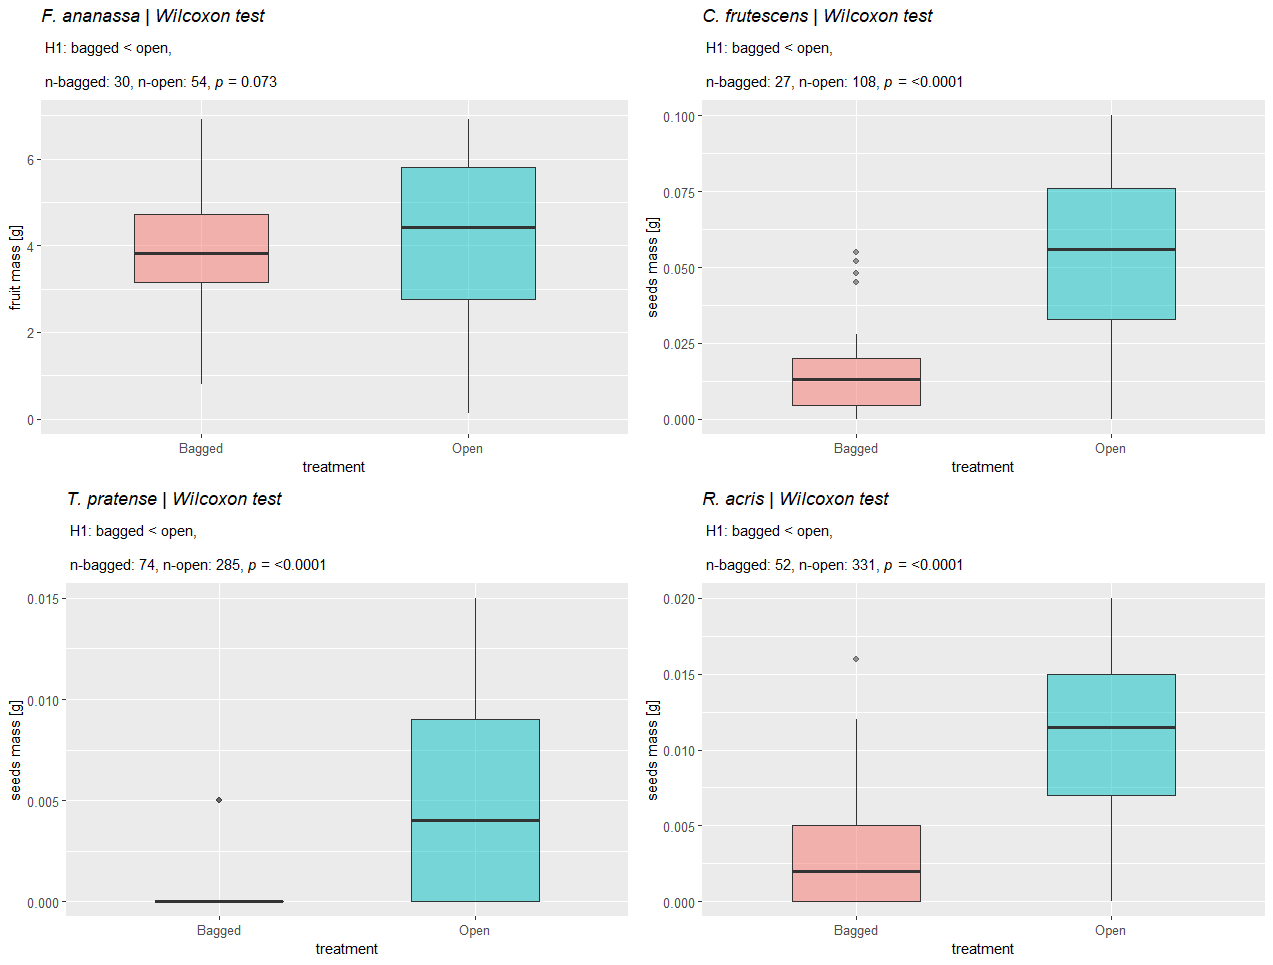 F. ananassa | Wilcoxon test
H1: bagged < open,
n-bagged: 30, n-open: 54, p = 0.073
fruit mass [g]
6
4
2
0
Bagged Open
treatment
C. frutescens | Wilcoxon test
H1: bagged < open,
n-bagged: 27, n-open: 108, p = <0.0001
seeds mass [g]
0.100
0.075
0.050
0.025
0.000
Bagged Open
treatment
T. pratense | Wilcoxon test
H1: bagged < open,
n-bagged: 74, n-open: 285, p = <0.0001
seeds mass [g]
0.015
0.010
0.005
0.000
Bagged Open
treatment
R. acris | Wilcoxon test
H1: bagged < open,
n-bagged: 52, n-open: 331, p = <0.0001
seeds mass [g]
0.020
0.015
0.010
0.005
0.000
Bagged Open
treatment